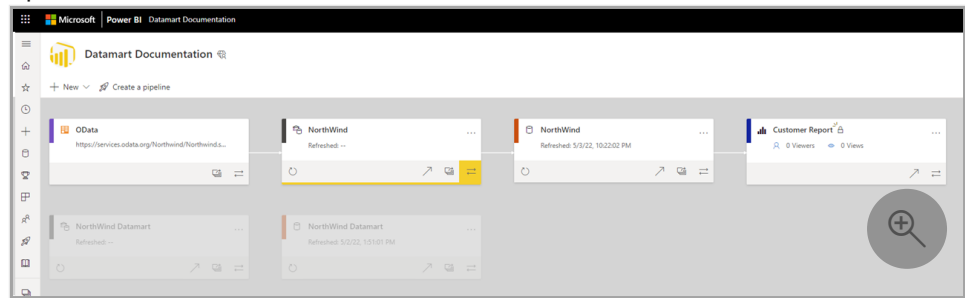 Microsoft Power BI Datamart Documentation
Datamart Documentation
New Create a pipeline
OData
https://services.odata.org/Northwind/Northwind.s...
NorthWind
Refreshed: --
NorthWind
Refreshed: 5/3/22, 10:22:02 PM
Customer Report
0 Viewers 0 Views
NorthWind Datamart
Refreshed: --
NorthWind Datamart
Refreshed: 5/2/22, 1:51:01 PM